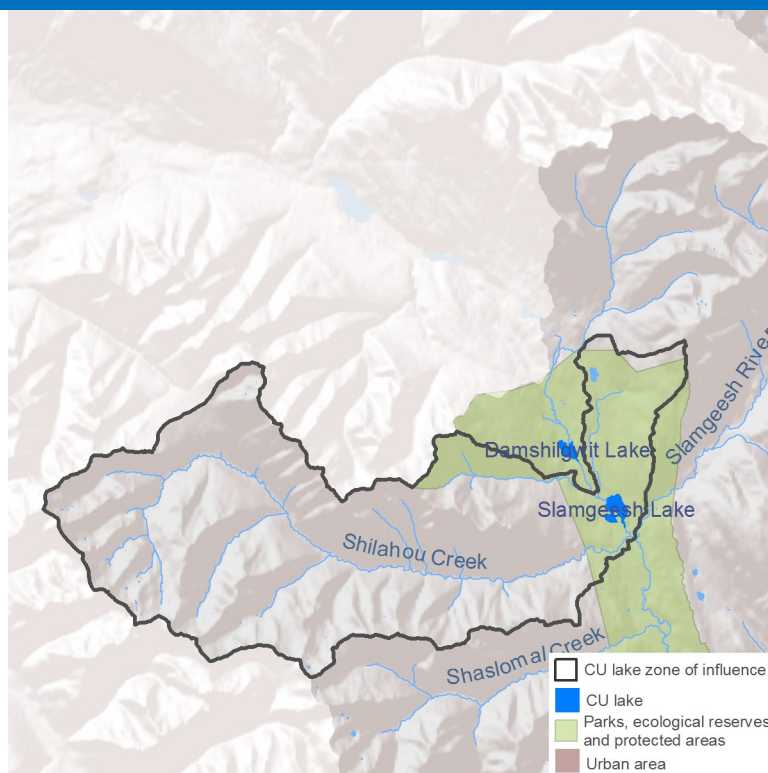 Slamgeesh River
Damshilgwit Lake
Slamgeesh Lake
Shilahou Creek
Shaslomal Creek
CU lake zone of influence
CU lake
Parks, ecological reserves
and protected areas
Urban area